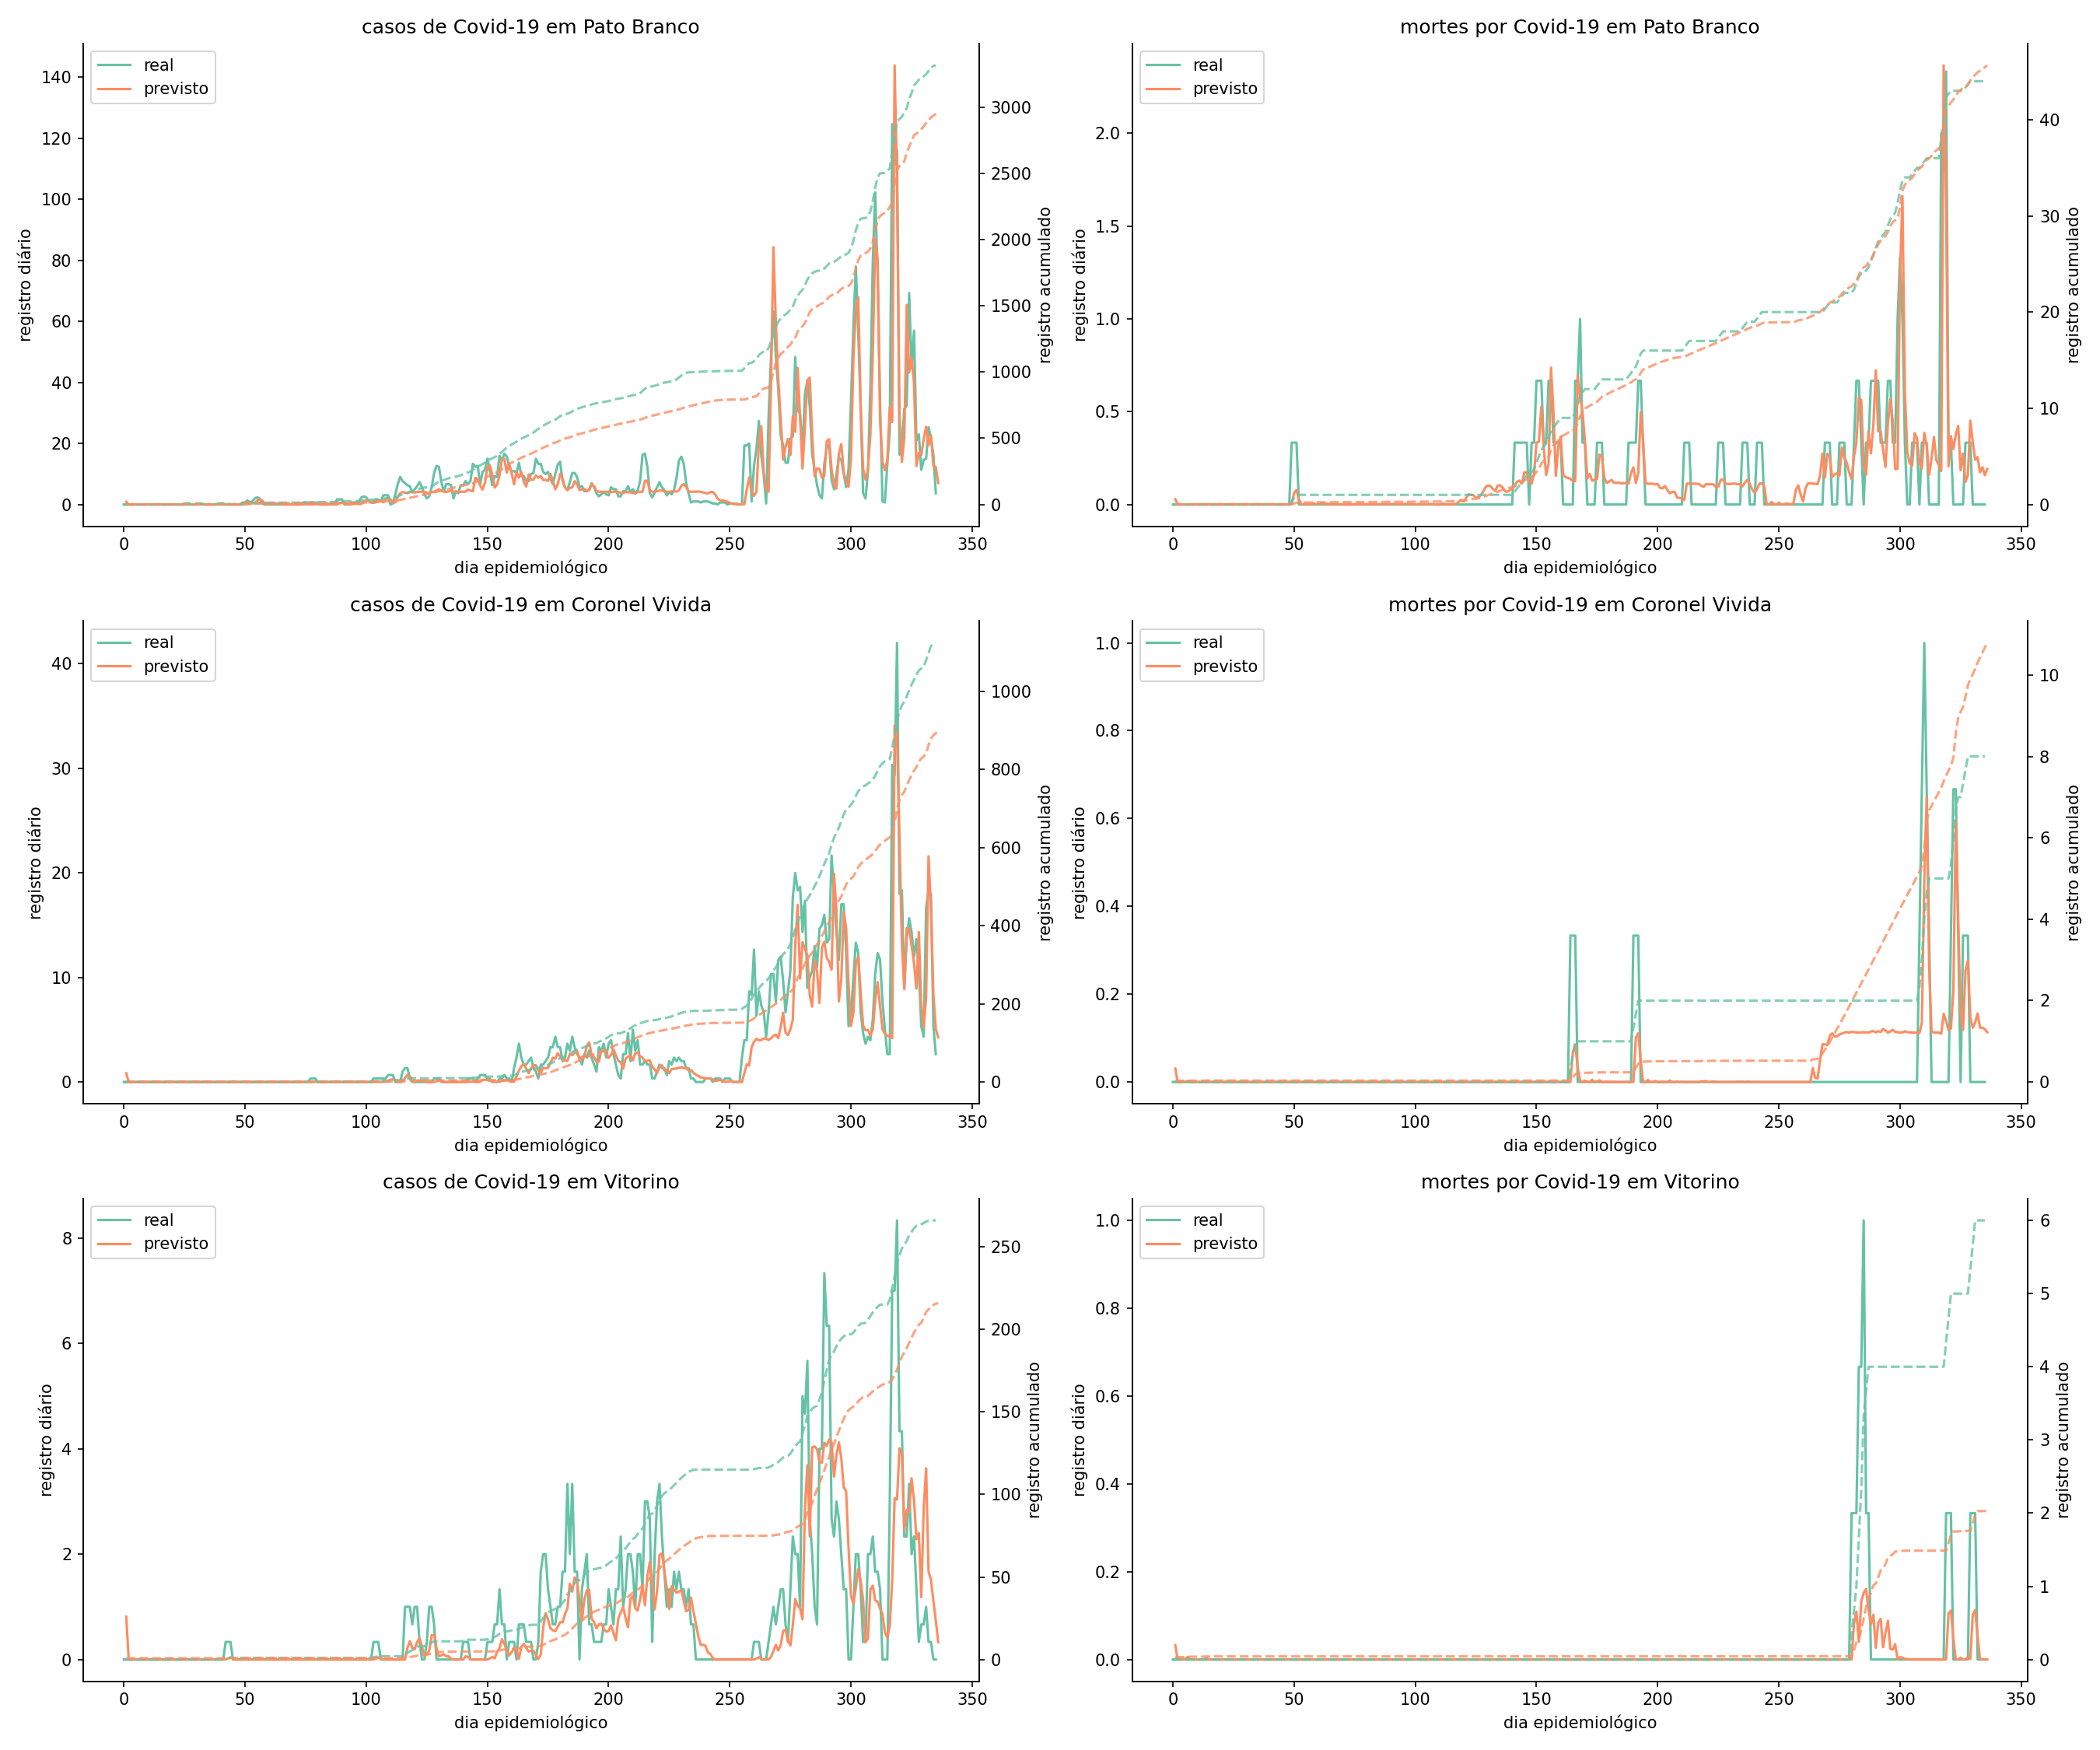 casos de Covid-19 em Pato Branco
real
previsto
registro diário
140
120
100
80
60
40
20
0
3000
2500
2000
1500
1000
500
0
registro acumulado
0 50 100 150 200 250 300 350
dia epidemiológico
mortes por Covid-19 em Pato Branco
real
previsto
registro diário
2.0
1.5
1.0
0.5
0.0
40
30
20
10
0
registro acumulado
0 50 100 150 200 250 300 350
dia epidemiológico
casos de Covid-19 em Coronel Vivida
real
previsto
registro diário
40
30
20
10
0
1000
800
600
400
200
0
registro acumulado
0 50 100 150 200 250 300 350
dia epidemiológico
mortes por Covid-19 em Coronel Vivida
real
previsto
registro diário
1.0
0.8
0.6
0.4
0.2
0.0
10
8
6
4
2
0
registro acumulado
0 50 100 150 200 250 300 350
dia epidemiológico
casos de Covid-19 em Vitorino
real
previsto
registro diário
8
6
4
2
0
250
200
150
100
50
0
registro acumulado
0 50 100 150 200 250 300 350
dia epidemiológico
mortes por Covid-19 em Vitorino
real
previsto
registro diário
1.0
0.8
0.6
0.4
0.2
0.0
6
5
4
3
2
1
0
registro acumulado
0 50 100 150 200 250 300 350
dia epidemiológico